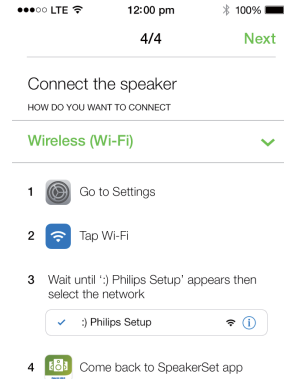 LTE 12:00 pm 100%
4/4 Next
Connect the speaker
HOW DO YOU WANT TO CONNECT
Wireless (Wi-Fi)
1 Go to Settings
2 Tap Wi-Fi
3 Wait until ':) Philips Setup' appears then
select the network
:) Philips Setup
4 Come back to SpeakerSet app